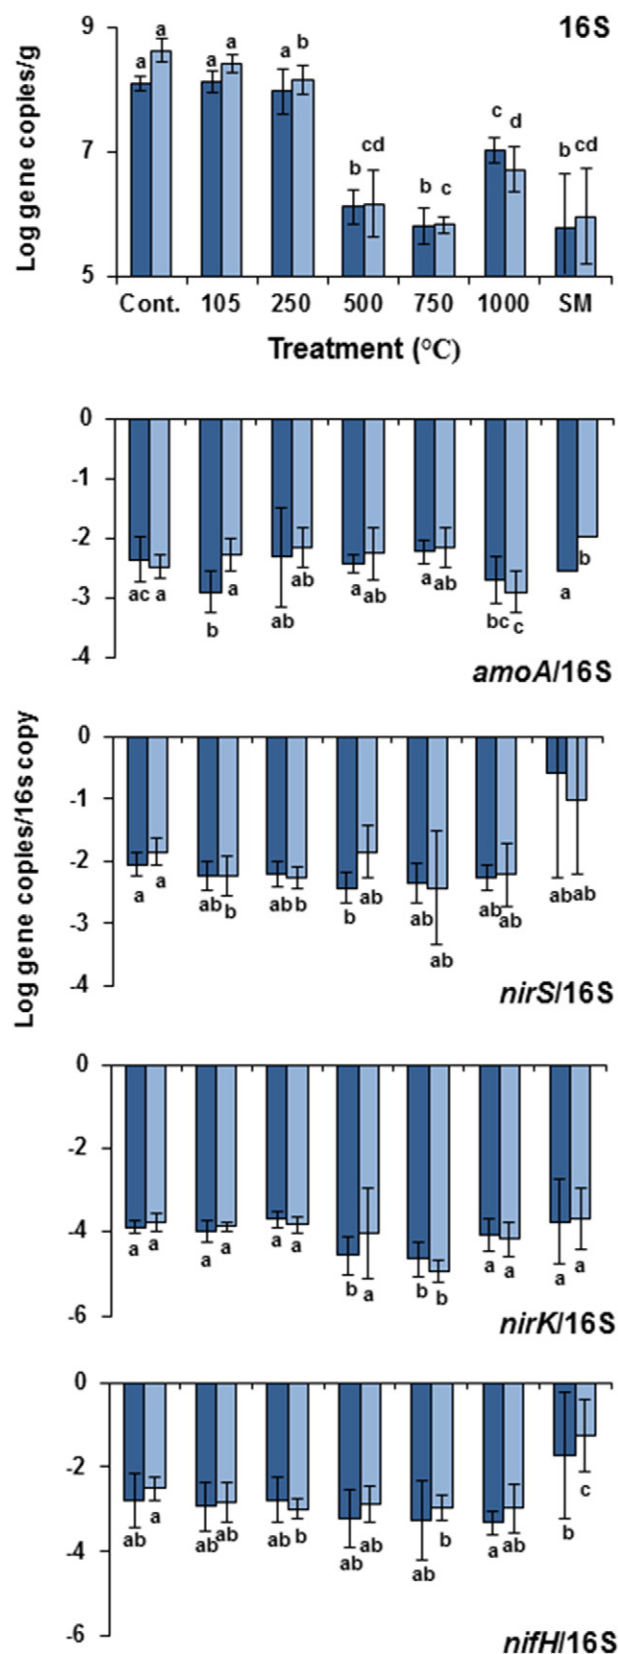 16S
Log gene copies/g
9
7
5
a a a a a b b cd b c c d b cd
Cont. 105 250 500 750 1000 SM
Treatment (°C)
0
-1
-2
-3
-4
ac a b a ab ab a ab a ab bc c a b
amoA/16S
Log gene copies/16s copy
0
-1
-2
-3
-4
a a ab b ab b b ab ab ab ab ab ab ab
nirS/16S
0
-2
-4
-6
a a a a a a b a b b a a a a
nirK/16S
0
-2
-4
-6
ab a ab ab ab b ab ab ab b a ab b c
nifH/16S